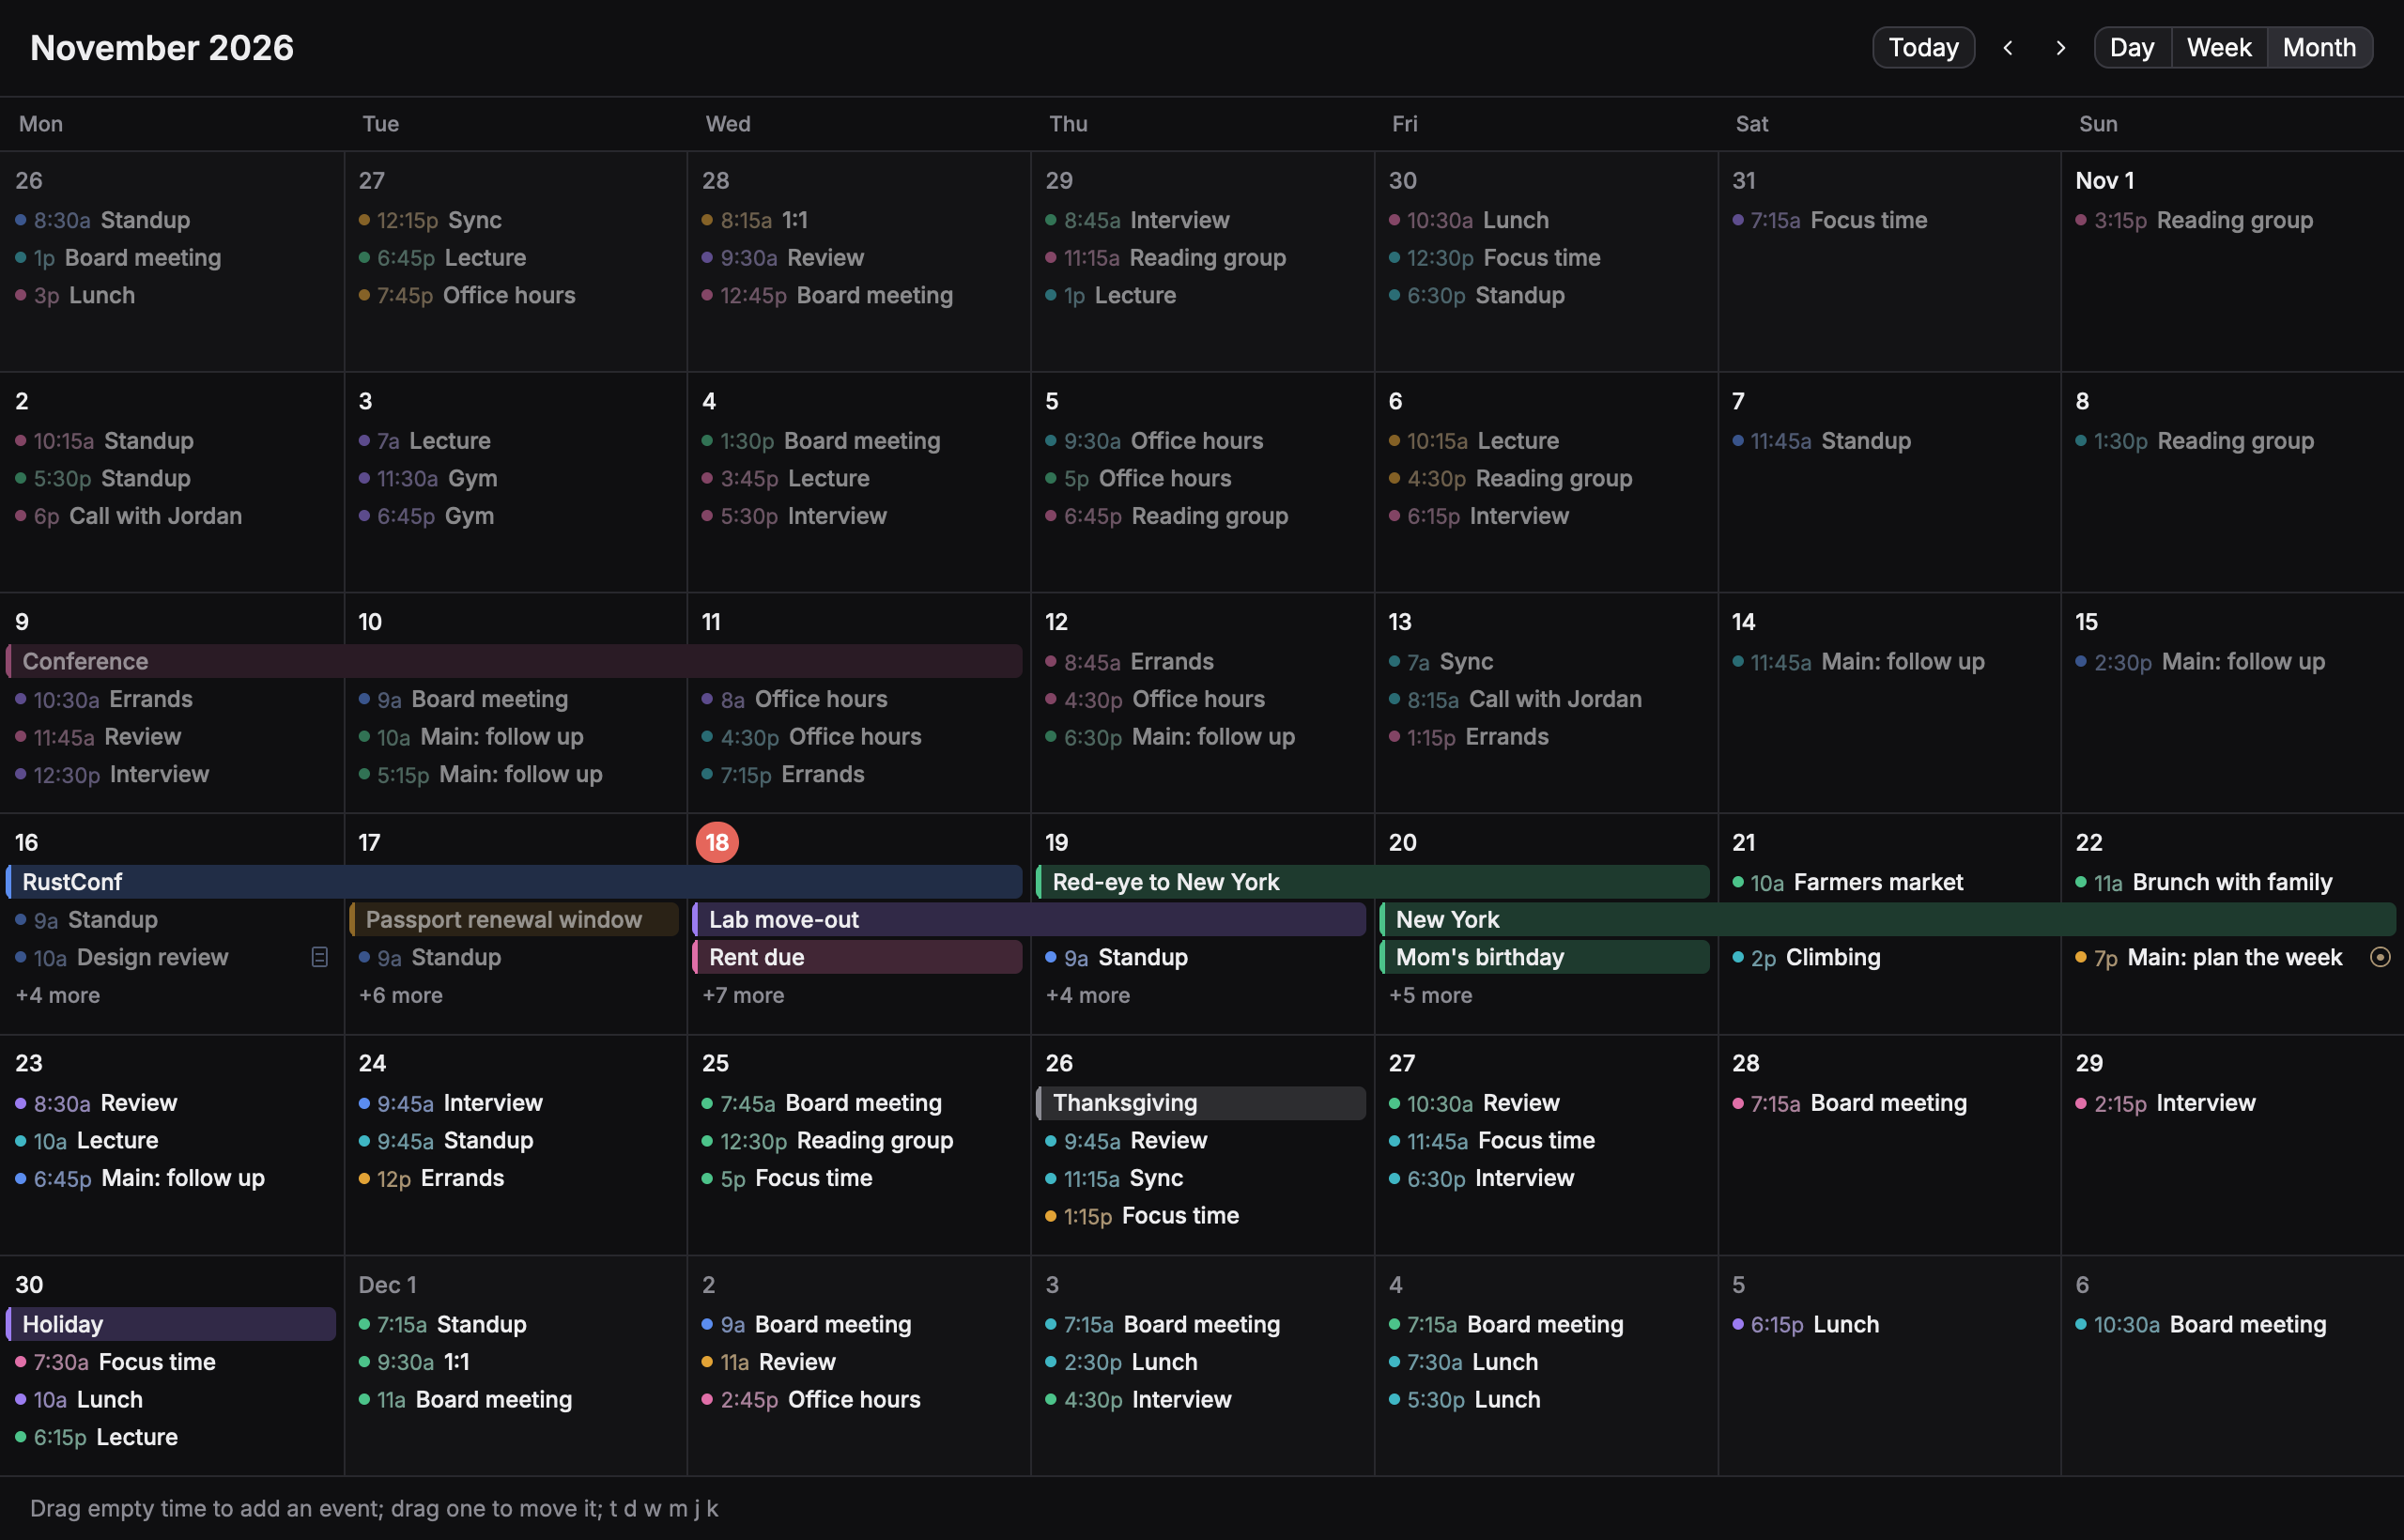 November 2026
Today
Day Week Month
Mon Tue Wed Thu Fri Sat Sun
26
8:30a Standup
1p Board meeting
3p Lunch
27
12:15p Sync
6:45p Lecture
7:45p Office hours
28
8:15a 1:1
9:30a Review
12:45p Board meeting
29
8:45a Interview
11:15a Reading group
1p Lecture
30
10:30a Lunch
12:30p Focus time
6:30p Standup
31
7:15a Focus time
Nov 1
3:15p Reading group
2
10:15a Standup
5:30p Standup
6p Call with Jordan
3
7a Lecture
11:30a Gym
6:45p Gym
4
1:30p Board meeting
3:45p Lecture
5:30p Interview
5
9:30a Office hours
5p Office hours
6:45p Reading group
6
10:15a Lecture
4:30p Reading group
6:15p Interview
7
11:45a Standup
8
1:30p Reading group
9
Conference
10:30a Errands
11:45a Review
12:30p Interview
10
9a Board meeting
10a Main: follow up
5:15p Main: follow up
11
8a Office hours
4:30p Office hours
7:15p Errands
12
8:45a Errands
4:30p Office hours
6:30p Main: follow up
13
7a Sync
8:15a Call with Jordan
1:15p Errands
14
11:45a Main: follow up
15
2:30p Main: follow up
16
RustConf
9a Standup
10a Design review
+4 more
17
Passport renewal window
9a Standup
+6 more
18
Lab move-out
Rent due
+7 more
19
Red-eye to New York
9a Standup
+4 more
20
New York
Mom's birthday
+5 more
21
10a Farmers market
2p Climbing
22
11a Brunch with family
7p Main: plan the week
23
8:30a Review
10a Lecture
6:45p Main: follow up
24
9:45a Interview
9:45a Standup
12p Errands
25
7:45a Board meeting
12:30p Reading group
5p Focus time
26
Thanksgiving
9:45a Review
11:15a Sync
1:15p Focus time
27
10:30a Review
11:45a Focus time
6:30p Interview
28
7:15a Board meeting
29
2:15p Interview
30
Holiday
7:30a Focus time
10a Lunch
6:15p Lecture
Dec 1
7:15a Standup
9:30a 1:1
11a Board meeting
2
9a Board meeting
11a Review
2:45p Office hours
3
7:15a Board meeting
2:30p Lunch
4:30p Interview
4
7:15a Board meeting
7:30a Lunch
5:30p Lunch
5
6:15p Lunch
6
10:30a Board meeting
Drag empty time to add an event; drag one to move it; t d w m j k